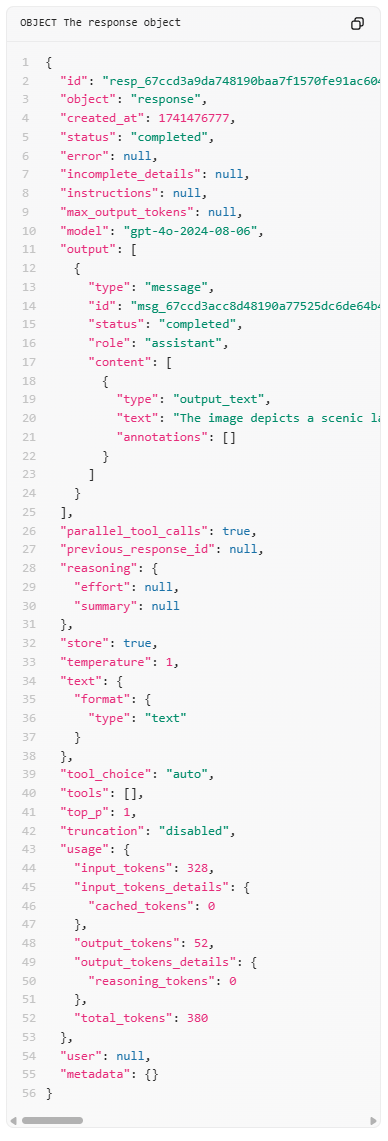 OBJECT The response object
1 {
2   "id": "resp_67ccd3a9da748190baa7f1570fe91ac604
3   "object": "response",
4   "created_at": 1741476777,
5   "status": "completed",
6   "error": null,
7   "incomplete_details": null,
8   "instructions": null,
9   "max_output_tokens": null,
10   "model": "gpt-4o-2024-08-06",
11   "output": [
12     {
13       "type": "message",
14       "id": "msg_67ccd3acc8d48190a77525dc6de64b4
15       "status": "completed",
16       "role": "assistant",
17       "content": [
18         {
19           "type": "output_text",
20           "text": "The image depicts a scenic la
21           "annotations": []
22         }
23       ]
24     }
25   ],
26   "parallel_tool_calls": true,
27   "previous_response_id": null,
28   "reasoning": {
29     "effort": null,
30     "summary": null
31   },
32   "store": true,
33   "temperature": 1,
34   "text": {
35     "format": {
36       "type": "text"
37     }
38   },
39   "tool_choice": "auto",
40   "tools": [],
41   "top_p": 1,
42   "truncation": "disabled",
43   "usage": {
44     "input_tokens": 328,
45     "input_tokens_details": {
46       "cached_tokens": 0
47     },
48     "output_tokens": 52,
49     "output_tokens_details": {
50       "reasoning_tokens": 0
51     },
52     "total_tokens": 380
53   },
54   "user": null,
55   "metadata": {}
56 }